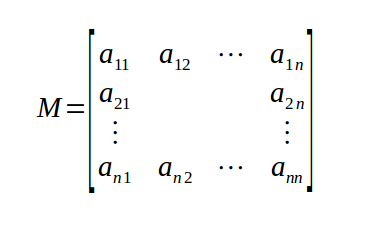 a₁₁ a₁₂ ⋯ a₁ₙ
a₂₁ a₂ₙ
M = ⋮ ⋮
aₙ₁ aₙ₂ ⋯ aₙₙ